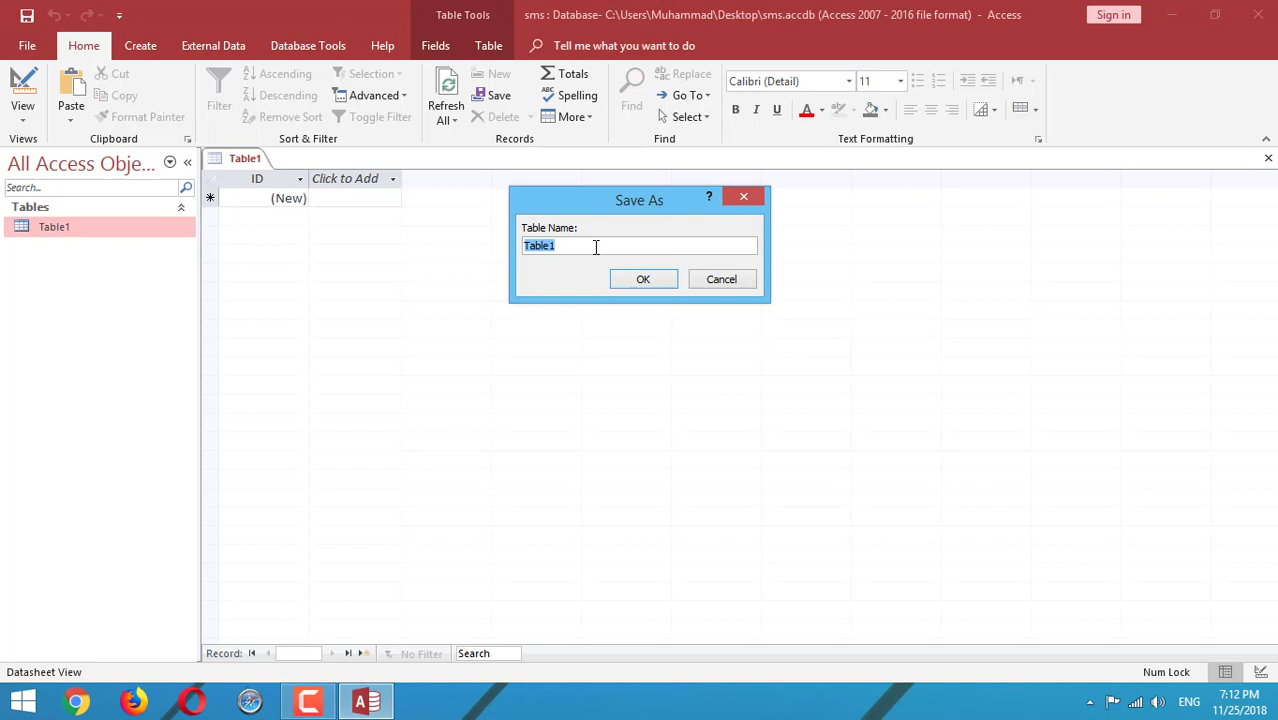 Table Tools
sms : Database- C:\Users\Muhammad\Desktop\sms.accdb (Access 2007 - 2016 file format) - Access
Sign in
File Home Create External Data Database Tools Help Fields Table Tell me what you want to do
View
Views
Paste
Cut
Copy
Format Painter
Clipboard
Filter
Ascending
Descending
Remove Sort
Selection
Advanced
Toggle Filter
Sort & Filter
Refresh
All
New
Save
Delete
Totals
Spelling
More
Records
Find
Replace
Go To
Select
Find
Calibri (Detail) 11
B I U A
Text Formatting
All Access Obje...
Search...
Tables
Table1
Table1
ID Click to Add
(New)
Save As ?
Table Name:
Table1
OK Cancel
Record: No Filter Search
Datasheet View Num Lock
ENG
7:12 PM
11/25/2018